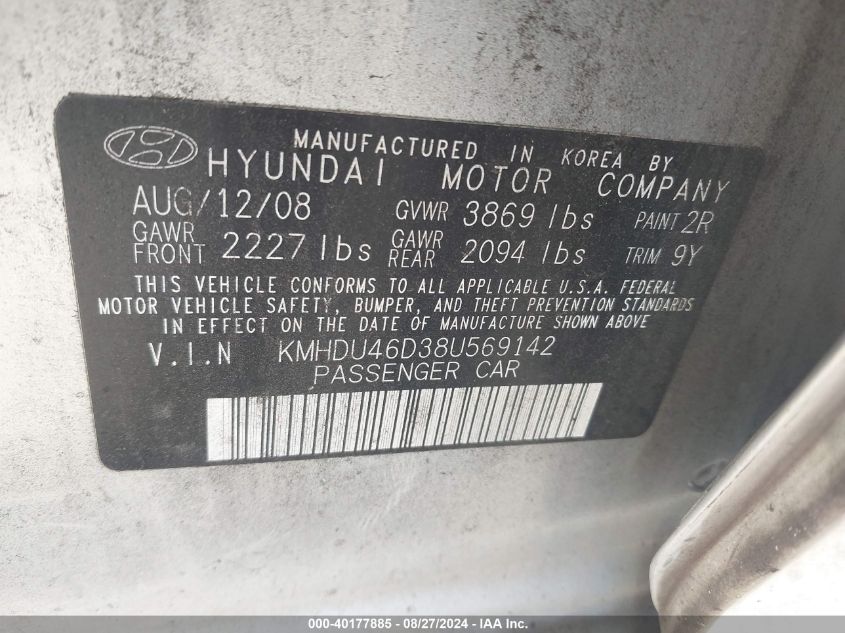 MANUFACTURED IN KOREA BY
HYUNDAI MOTOR COMPANY
AUG/12/08 GVWR 3869 lbs PAINT 2R
GAWR FRONT 2227 lbs GAWR REAR 2094 lbs TRIM 9Y
THIS VEHICLE CONFORMS TO ALL APPLICABLE U.S.A. FEDERAL
MOTOR VEHICLE SAFETY, BUMPER, AND THEFT PREVENTION STANDARDS
IN EFFECT ON THE DATE OF MANUFACTURE SHOWN ABOVE
V.I.N KMHDU46D38U569142
PASSENGER CAR
000-40177885 - 08/27/2024 - IAA Inc.